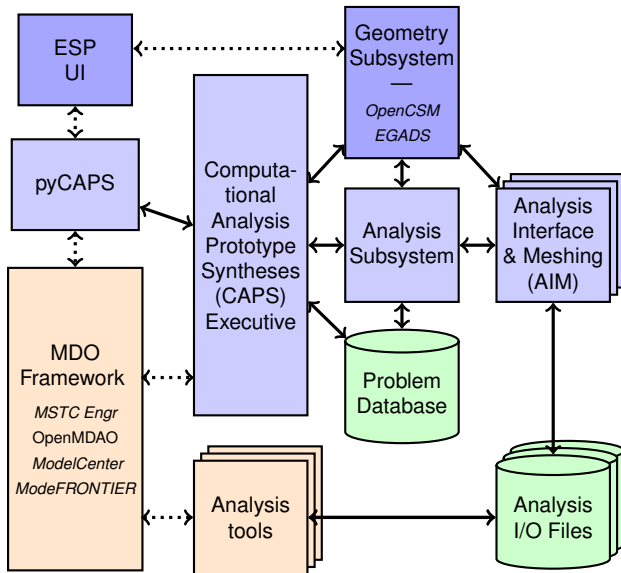 ESP
UI
Geometry
Subsystem
—
OpenCSM
EGADS
pyCAPS
Computa-
tional
Analysis
Prototype
Syntheses
(CAPS)
Executive
Analysis
Subsystem
Analysis
Interface
& Meshing
(AIM)
MDO
Framework
MSTC Engr
OpenMDAO
ModelCenter
ModeFRONTIER
Problem
Database
Analysis
tools
Analysis
I/O Files